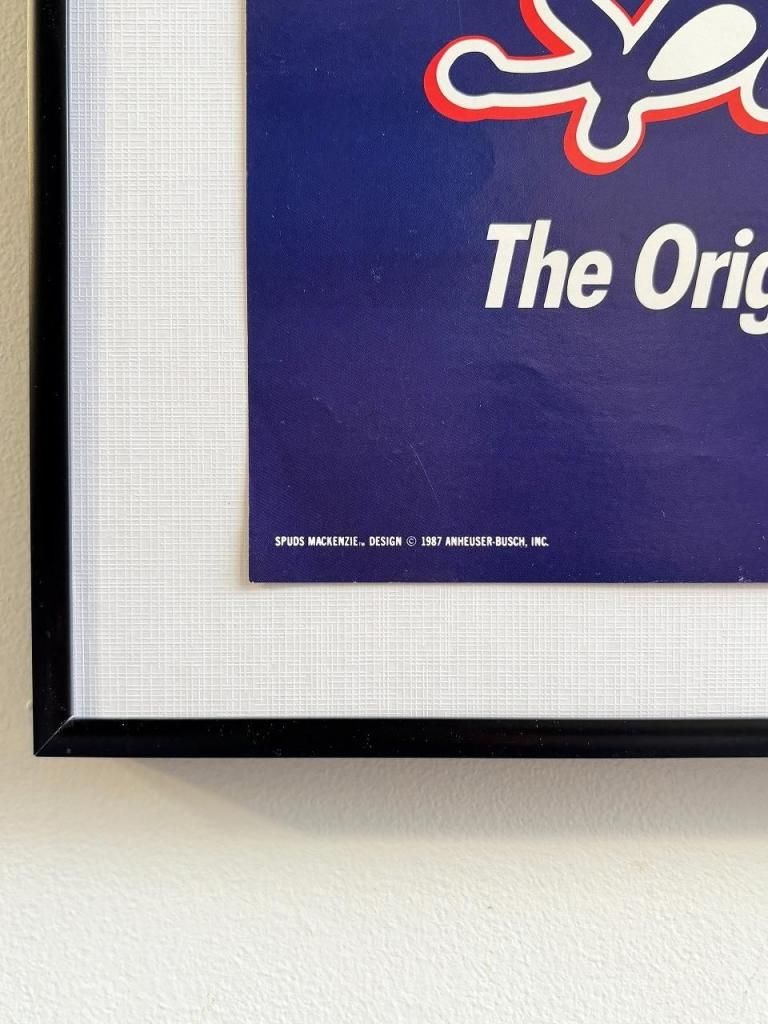 The Orig
SPUDS MACKENZIE™ DESIGN © 1987 ANHEUSER-BUSCH, INC.